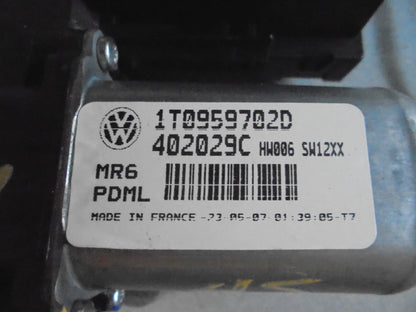 1T0959702D
402029C HW006 SW12XX
MR6
PDML
MADE IN FRANCE -23-05-07-01:39:05-T7